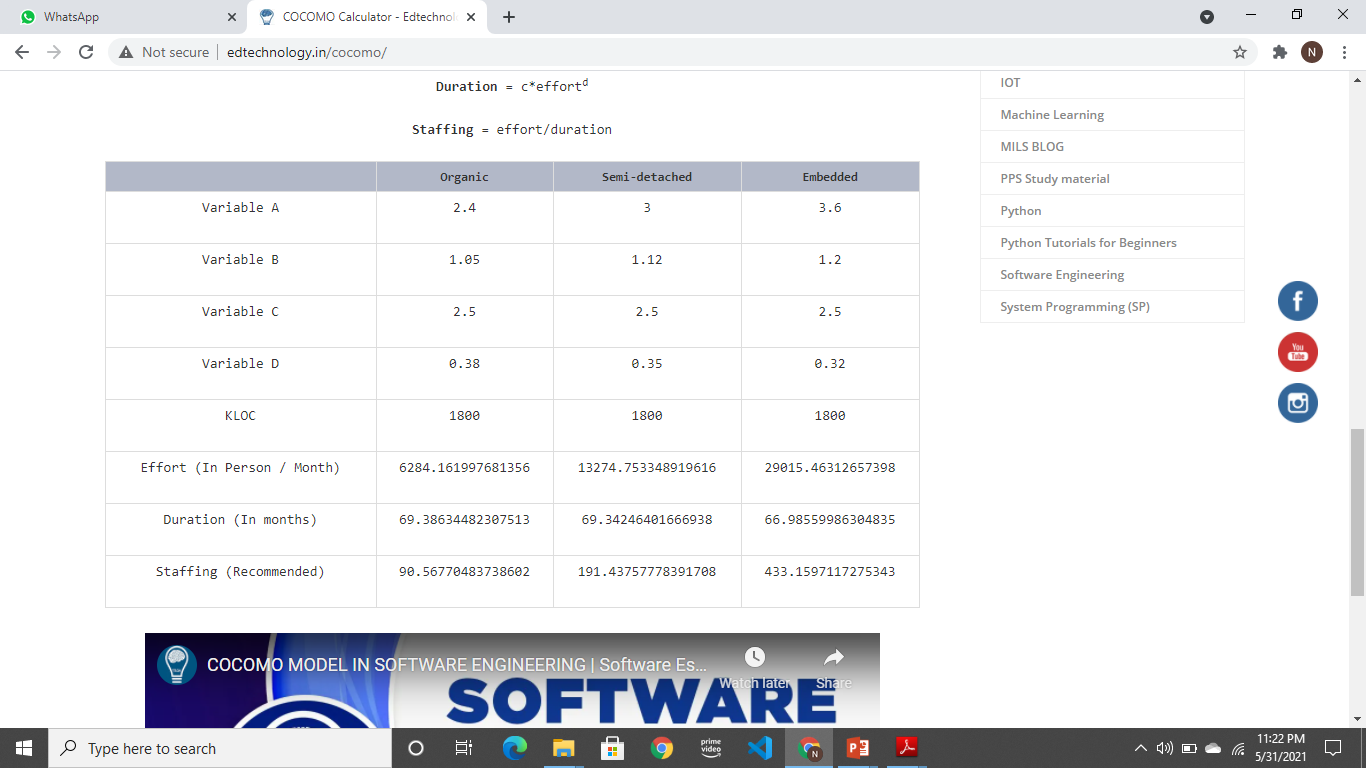 WhatsApp
COCOMO Calculator - Edtechnol
Not secure
edtechnology.in/cocomo/
N
Duration = c*effortᵈ
Staffing = effort/duration
Organic Semi-detached Embedded
Variable A 2.4 3 3.6
Variable B 1.05 1.12 1.2
Variable C 2.5 2.5 2.5
Variable D 0.38 0.35 0.32
KLOC 1800 1800 1800
Effort (In Person / Month) 6284.161997681356 13274.753348919616 29015.46312657398
Duration (In months) 69.38634482307513 69.34246401666938 66.98559986304835
Staffing (Recommended) 90.56770483738602 191.43757778391708 433.1597117275343
IOT
Machine Learning
MILS BLOG
PPS Study material
Python
Python Tutorials for Beginners
Software Engineering
System Programming (SP)
f
You
Tube
COCOMO MODEL IN SOFTWARE ENGINEERING | Software Es...
Watch later
Share
SOFTWARE
Type here to search
prime
video
N
11:22 PM
5/31/2021